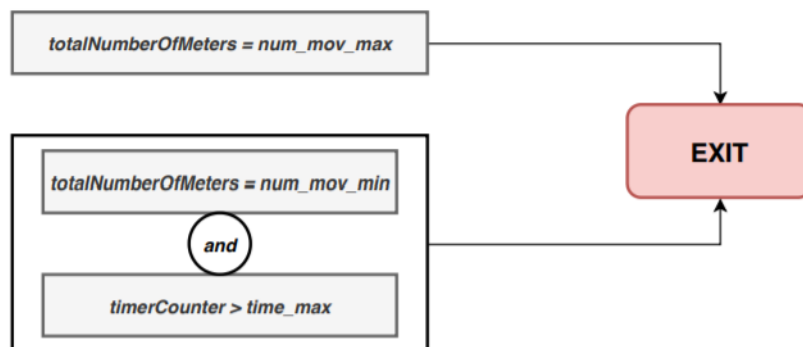 totalNumberOfMeters = num_mov_max
EXIT
totalNumberOfMeters = num_mov_min
and
timerCounter > time_max